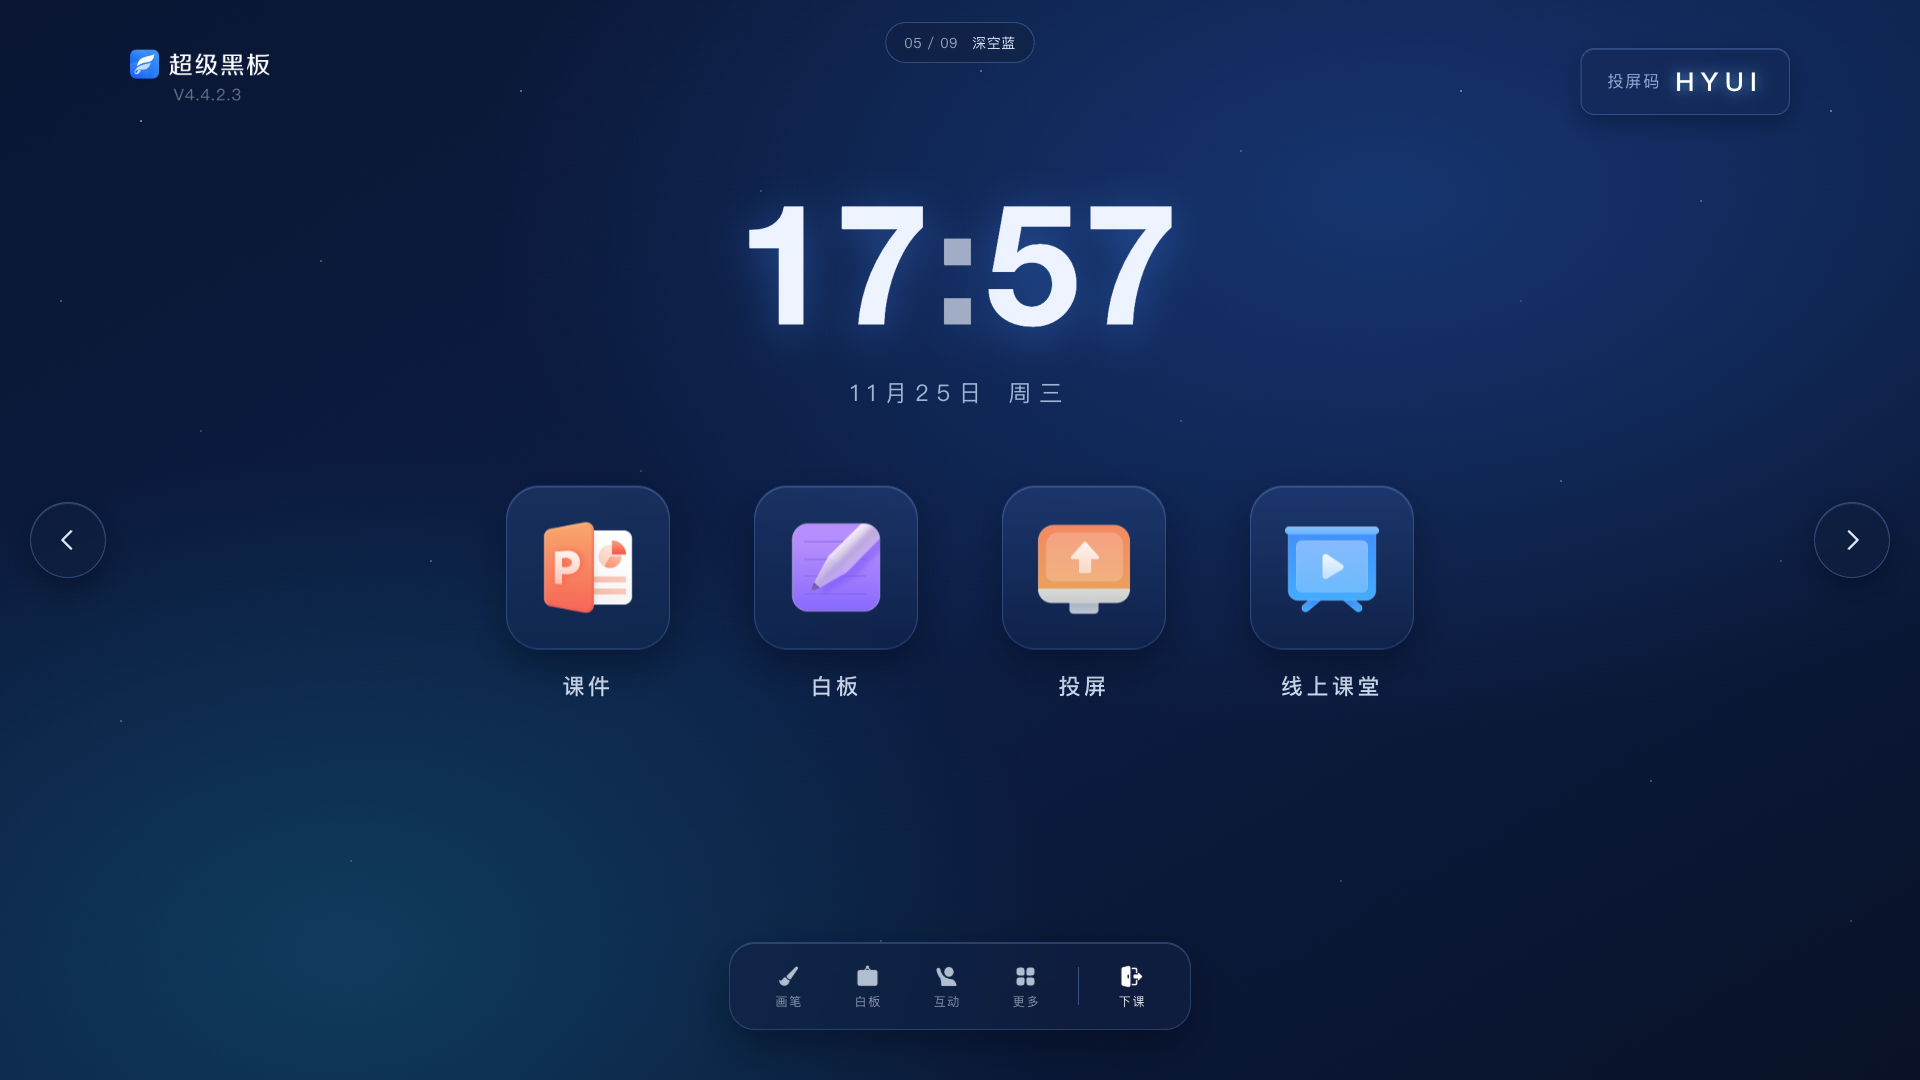 05 / 09 深空蓝
超级黑板
V4.4.2.3
投屏码 HYUI
17:57
11月25日 周三
P
课件
白板
投屏
线上课堂
画笔
白板
互动
更多
下课